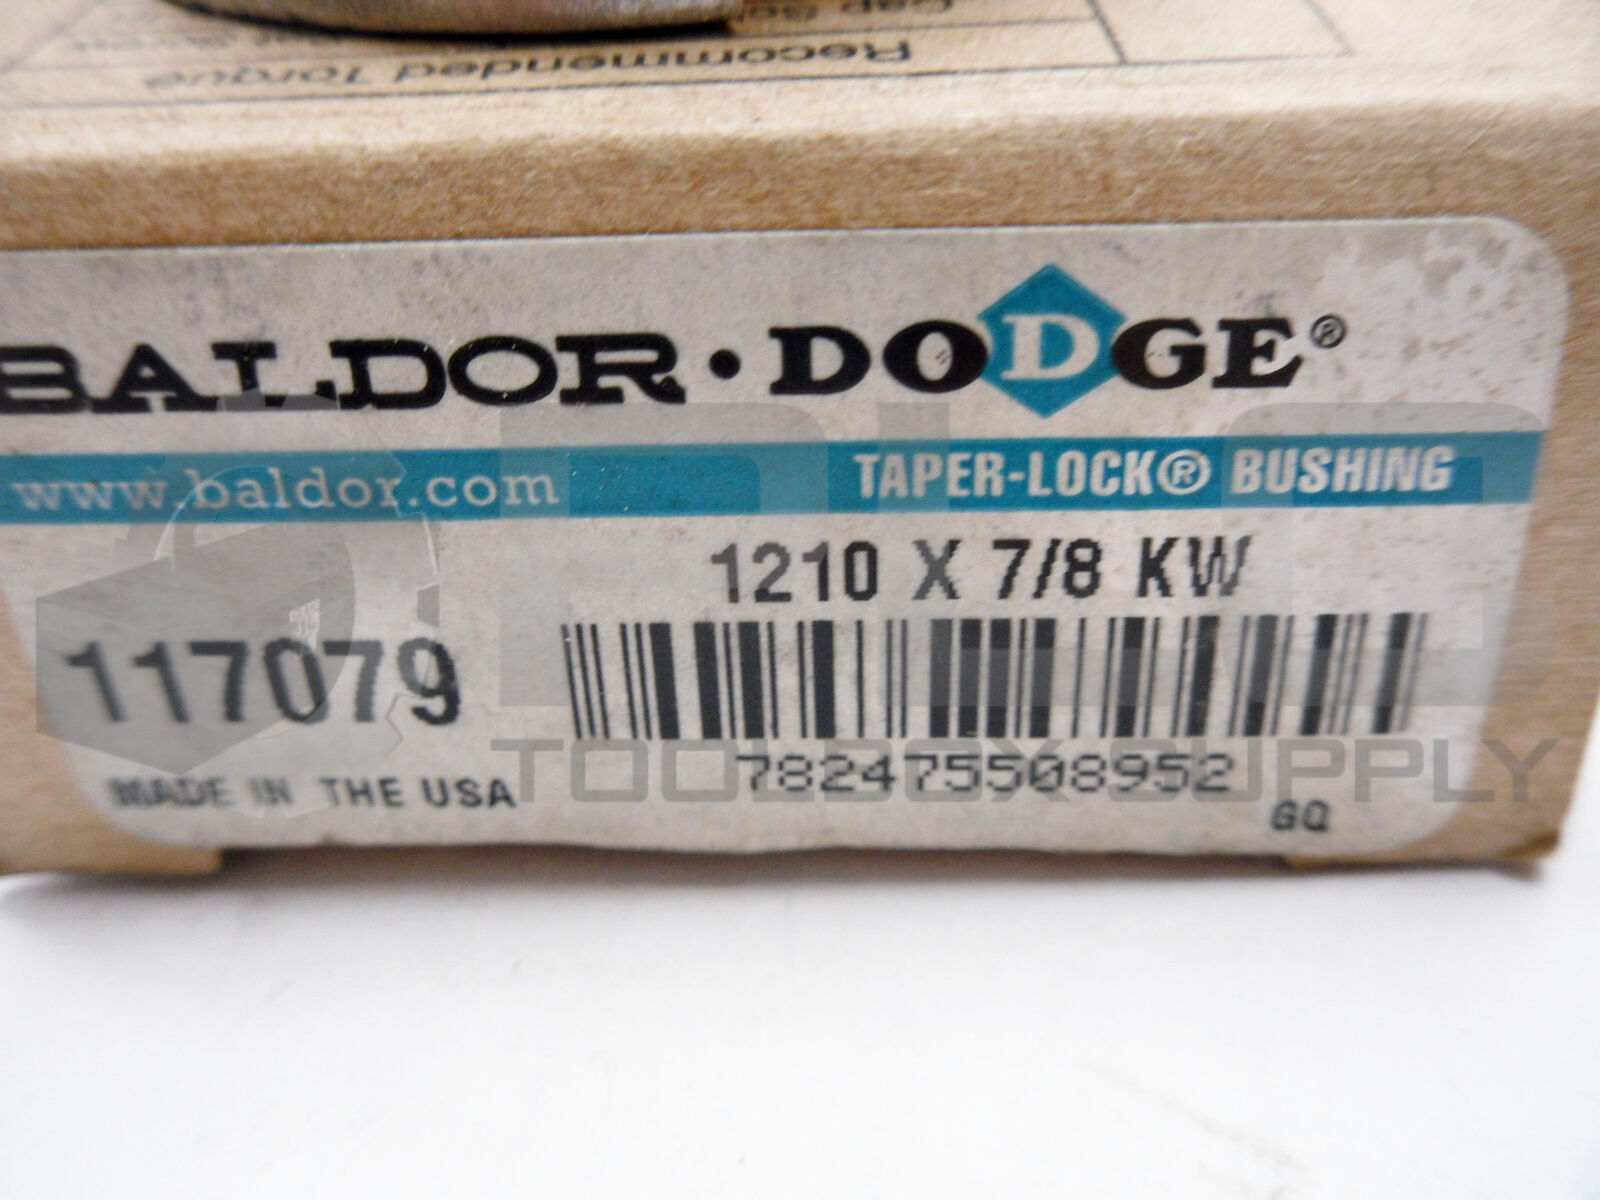 Recommended Torque
BALDOR · DODGE®
www.baldor.com TAPER-LOCK® BUSHING
1210 X 7/8 KW
117079
782475508952
MADE IN THE USA
GQ
TOOLBOX SUPPLY